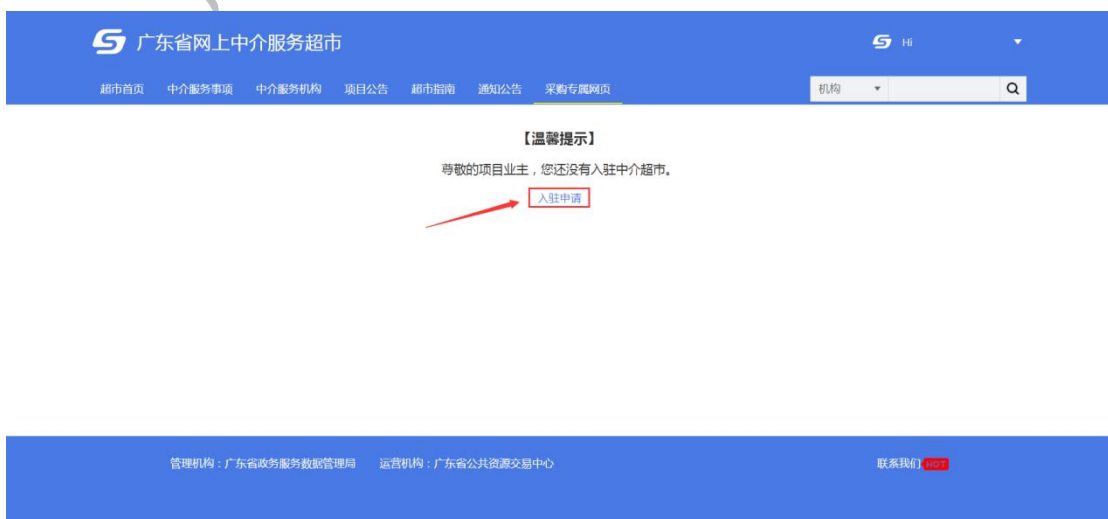 广东省网上中介服务超市
Hi
超市首页 中介服务事项 中介服务机构 项目公告 超市指南 通知公告 采购专属网页
机构
【温馨提示】
尊敬的项目业主，您还没有入驻中介超市。
入驻申请
管理机构：广东省政务服务数据管理局 运营机构：广东省公共资源交易中心
联系我们 HOT